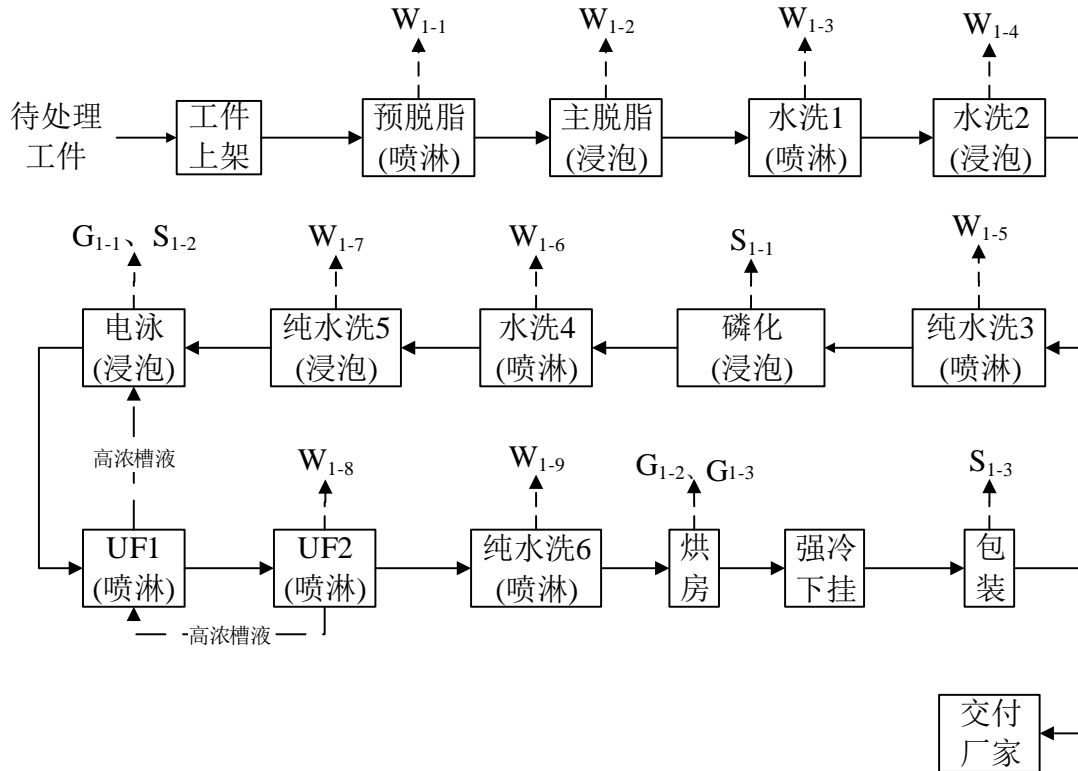 W1-1
W1-2
W1-3
W1-4
待处理
工件
工件
上架
预脱脂
(喷淋)
主脱脂
(浸泡)
水洗1
(喷淋)
水洗2
(浸泡)
G1-1、S1-2
W1-7
W1-6
S1-1
W1-5
电泳
(浸泡)
纯水洗5
(浸泡)
水洗4
(喷淋)
磷化
(浸泡)
纯水洗3
(喷淋)
高浓槽液
W1-8
W1-9
G1-2、G1-3
S1-3
UF1
(喷淋)
UF2
(喷淋)
纯水洗6
(喷淋)
烘
房
强冷
下挂
包
装
高浓槽液
交付
厂家